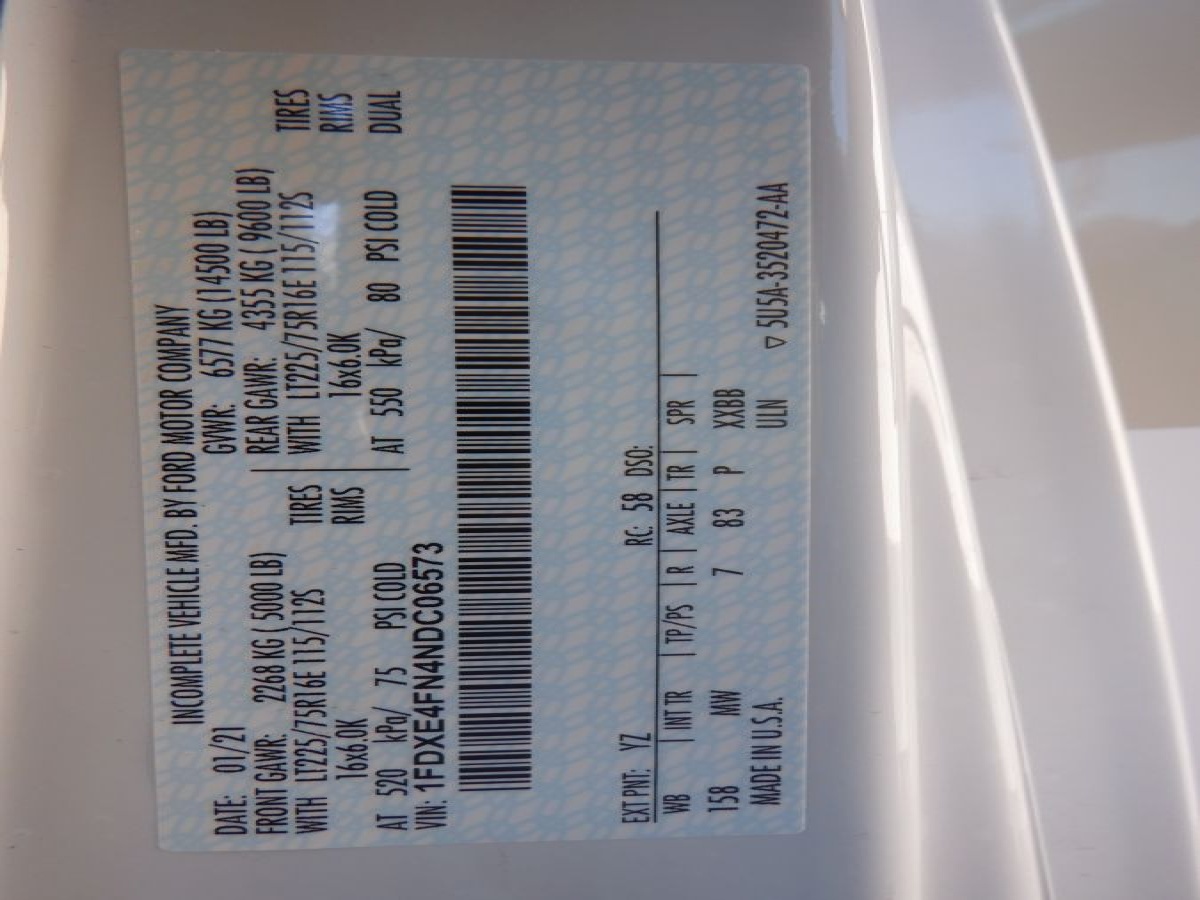 INCOMPLETE VEHICLE MFD. BY FORD MOTOR COMPANY
DATE: 01/21 GVWR: 6577 KG (14500 LB)
FRONT GAWR: 2268 KG ( 5000 LB) REAR GAWR: 4355 KG ( 9600 LB)
WITH LT225/75R16E 115/112S TIRES WITH LT225/75R16E 115/112S TIRES
16x6.0K RIMS 16x6.0K RIMS
AT 520 kPa/ 75 PSI COLD AT 550 kPa/ 80 PSI COLD DUAL
VIN: 1FDXE4FN4NDC06573
EXT PNT: YZ RC: 58 DSO:
WB | INT TR | TP/PS | R | AXLE | TR | SPR |
158 MW 7 83 P XXBB
MADE IN U.S.A. ULN ▽ 5U5A-3520472-AA